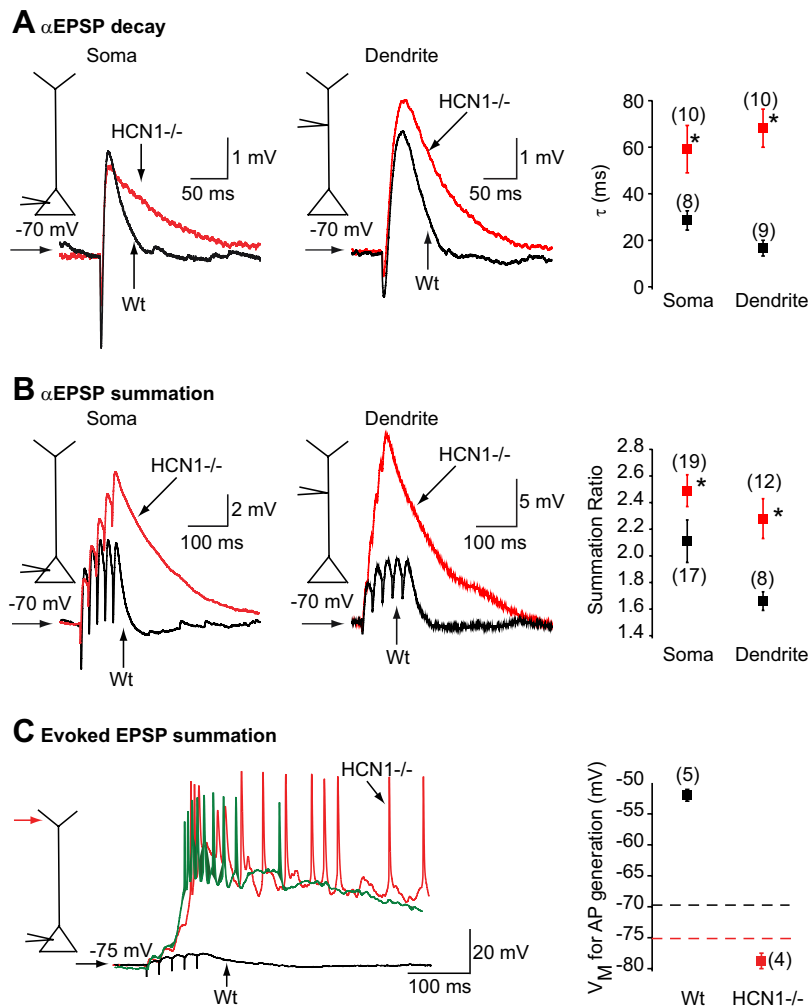 A αEPSP decay
Soma
HCN1-/-
1 mV
50 ms
-70 mV
Wt
Dendrite
HCN1-/-
1 mV
50 ms
-70 mV
Wt
τ (ms)
80
60
40
20
0
(10)
*
(8)
(10)
*
(9)
Soma Dendrite
B αEPSP summation
Soma
HCN1-/-
2 mV
100 ms
-70 mV
Wt
Dendrite
HCN1-/-
5 mV
100 ms
-70 mV
Wt
Summation Ratio
2.8
2.6
2.4
2.2
2.0
1.8
1.6
1.4
(19)
*
(17)
(12)
*
(8)
Soma Dendrite
C Evoked EPSP summation
HCN1-/-
-75 mV
Wt
20 mV
100 ms
VM for AP generation (mV)
-50
-55
-60
-65
-70
-75
-80
(5)
(4)
Wt HCN1-/-